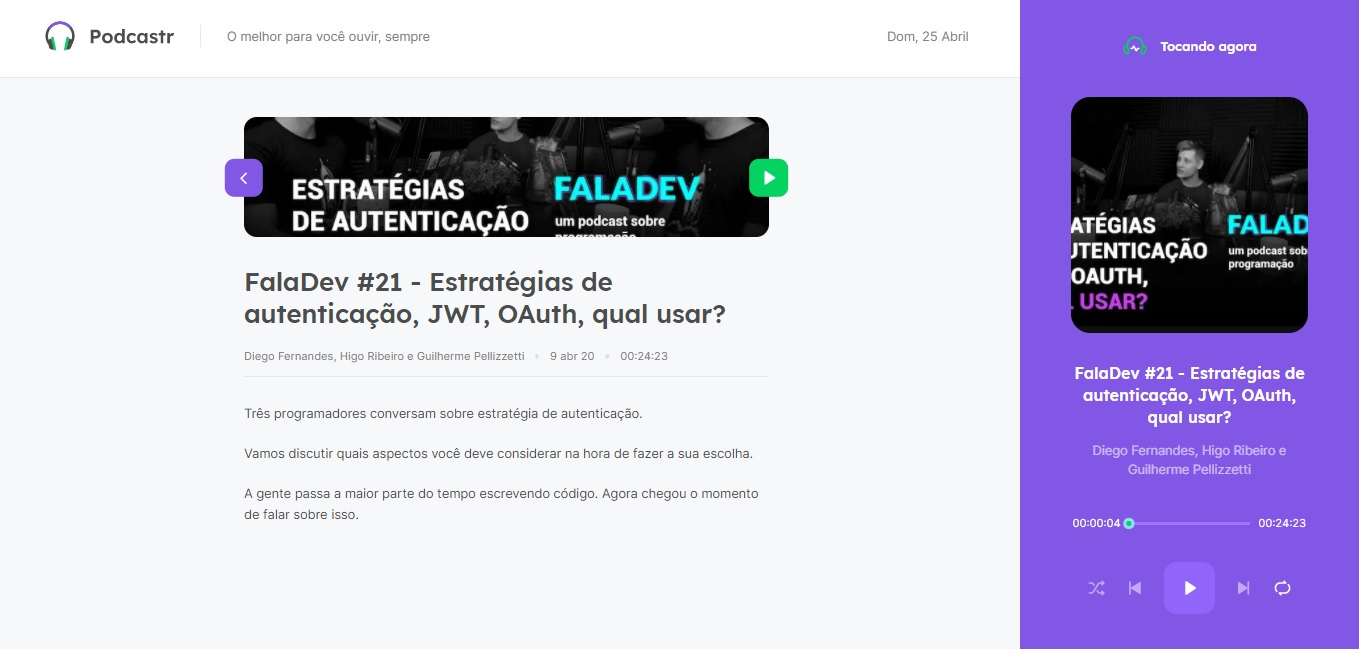 Podcastr
O melhor para você ouvir, sempre
Dom, 25 Abril
ESTRATÉGIAS
DE AUTENTICAÇÃO
FALADEV
um podcast sobre
programação
FalaDev #21 - Estratégias de
autenticação, JWT, OAuth, qual usar?
Diego Fernandes, Higo Ribeiro e Guilherme Pellizzetti • 9 abr 20 • 00:24:23
Três programadores conversam sobre estratégia de autenticação.
Vamos discutir quais aspectos você deve considerar na hora de fazer a sua escolha.
A gente passa a maior parte do tempo escrevendo código. Agora chegou o momento
de falar sobre isso.
Tocando agora
ATÉGIAS
UTENTICAÇÃO
OAUTH,
USAR?
FALAD
um podcast sob
programação
FalaDev #21 - Estratégias de
autenticação, JWT, OAuth,
qual usar?
Diego Fernandes, Higo Ribeiro e
Guilherme Pellizzetti
00:00:04
00:24:23